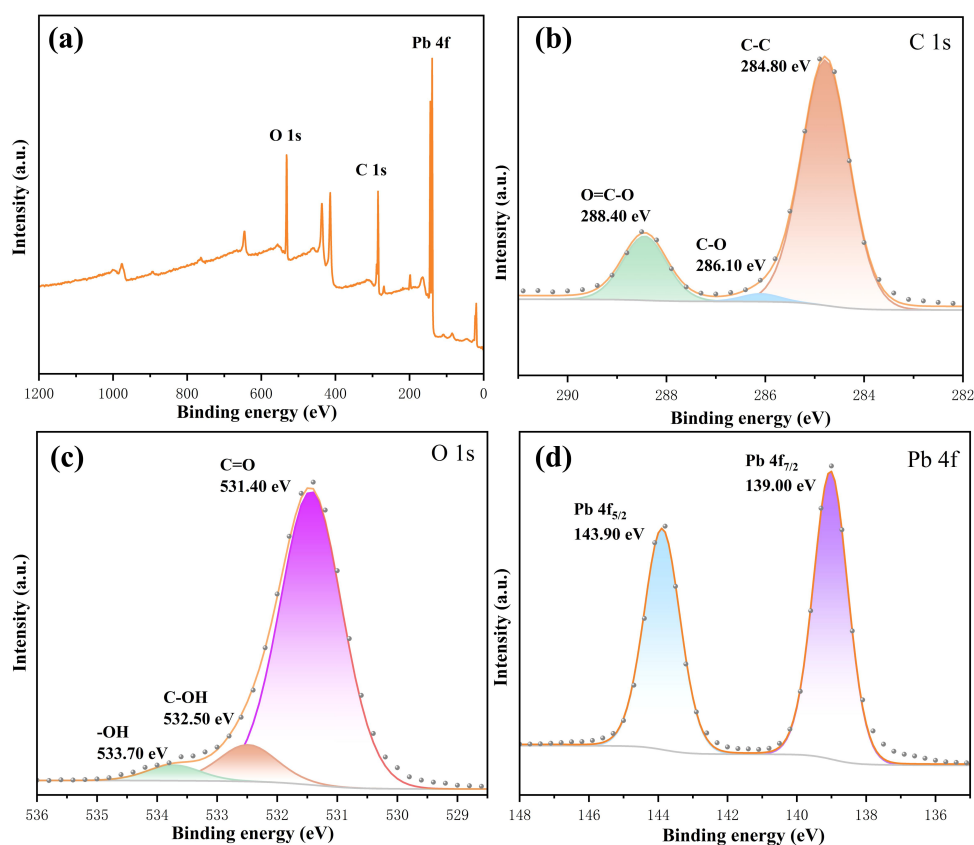 (a)
Pb 4f
O 1s
C 1s
Intensity (a.u.)
1200 1000 800 600 400 200 0
Binding energy (eV)
(b)
C 1s
C-C
284.80 eV
O=C-O
288.40 eV
C-O
286.10 eV
Intensity (a.u.)
290 288 286 284 282
Binding energy (eV)
(c)
O 1s
C=O
531.40 eV
C-OH
532.50 eV
-OH
533.70 eV
Intensity (a.u.)
536 535 534 533 532 531 530 529
Binding energy (eV)
(d)
Pb 4f
Pb 4f7/2
139.00 eV
Pb 4f5/2
143.90 eV
Intensity (a.u.)
148 146 144 142 140 138 136
Binding energy (eV)